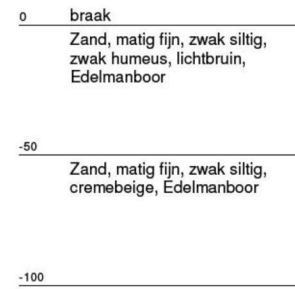 0 braak
Zand, matig fijn, zwak siltig,
zwak humeus, lichtbruin,
Edelmanboor
-50
Zand, matig fijn, zwak siltig,
cremebeige, Edelmanboor
-100